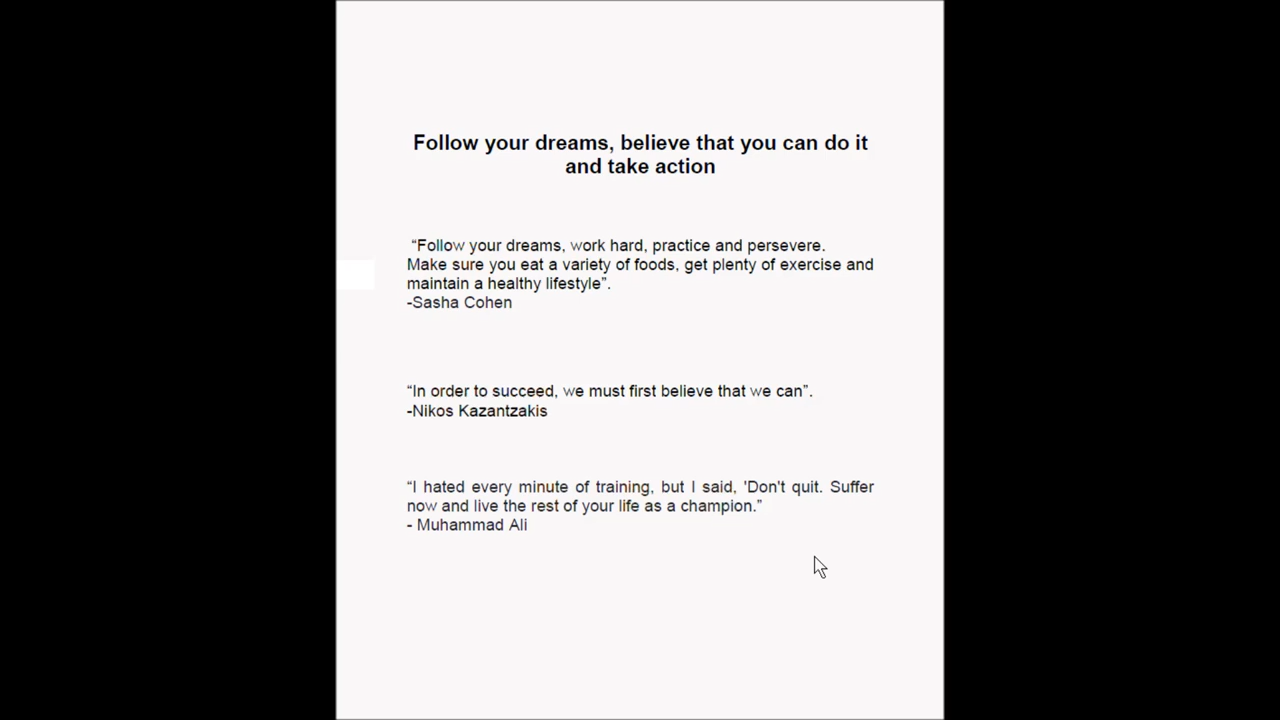 Follow your dreams, believe that you can do it
and take action
“Follow your dreams, work hard, practice and persevere.
Make sure you eat a variety of foods, get plenty of exercise and
maintain a healthy lifestyle”.
-Sasha Cohen
“In order to succeed, we must first believe that we can”.
-Nikos Kazantzakis
“I hated every minute of training, but I said, 'Don't quit. Suffer
now and live the rest of your life as a champion.”
- Muhammad Ali